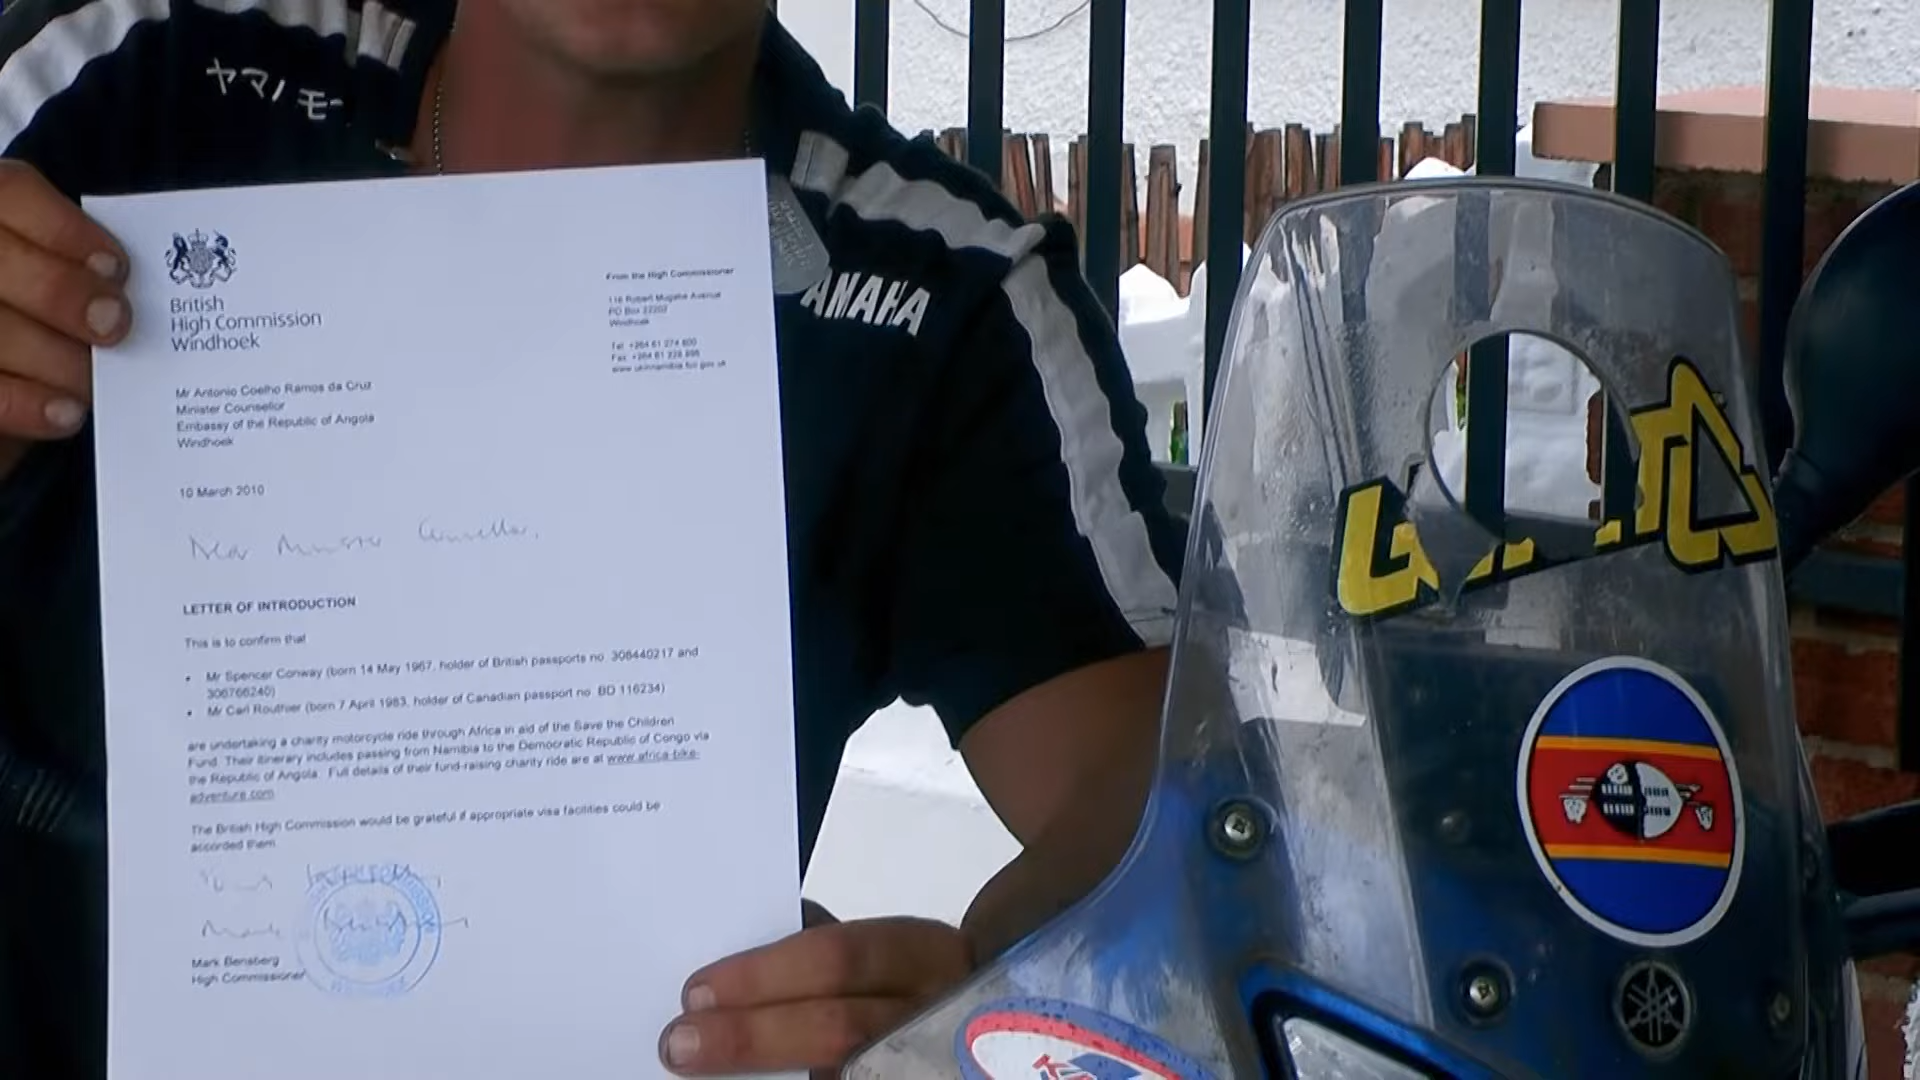 ヤマノモー
British
High Commission
Windhoek
From the High Commissioner
116 Robert Mugabe Avenue
PO Box 22202
Windhoek
Tel: +264 61 274 800
Fax: +264 61 228 895
Mr Antonio Coelho Ramos da Cruz
Minister Counsellor
Embassy of the Republic of Angola
Windhoek
10 March 2010
Dear Minister Counsellor,
LETTER OF INTRODUCTION
This is to confirm that
• Mr Spencer Conway (born 14 May 1967, holder of British passports no. 308440217 and
306766240)
• Mr Carl Routhier (born 7 April 1983, holder of Canadian passport no. BD 116234)
are undertaking a charity motorcycle ride through Africa in aid of the Save the Children
Fund. Their itinerary includes passing from Namibia to the Democratic Republic of Congo via
the Republic of Angola. Full details of their fund-raising charity ride are at www.africa-bike-
adventure.com
The British High Commission would be grateful if appropriate visa facilities could be
accorded them.
Mark Bensberg
High Commissioner
AMAHA